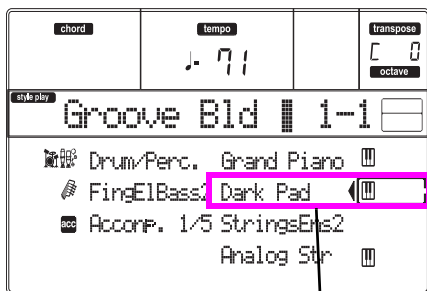 chord tempo transpose
♩. 71 C 0
octave
style play
Groove Bld 1-1
Drum/Perc. Grand Piano
FingElBass2 Dark Pad
acc Accomp. 1/5 StringsEns2
Analog Str